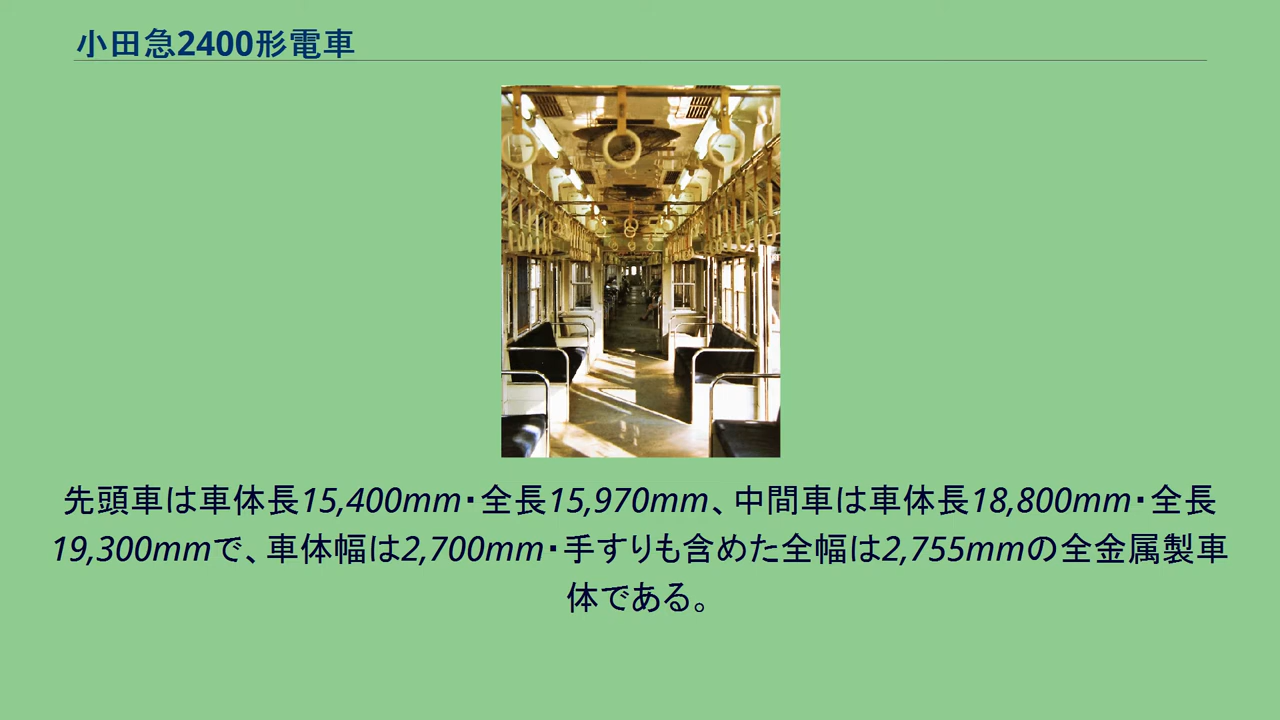 小田急2400形電車
先頭車は車体長15,400mm・全長15,970mm、中間車は車体長18,800mm・全長
19,300mmで、車体幅は2,700mm・手すりも含めた全幅は2,755mmの全金属製車
体である。